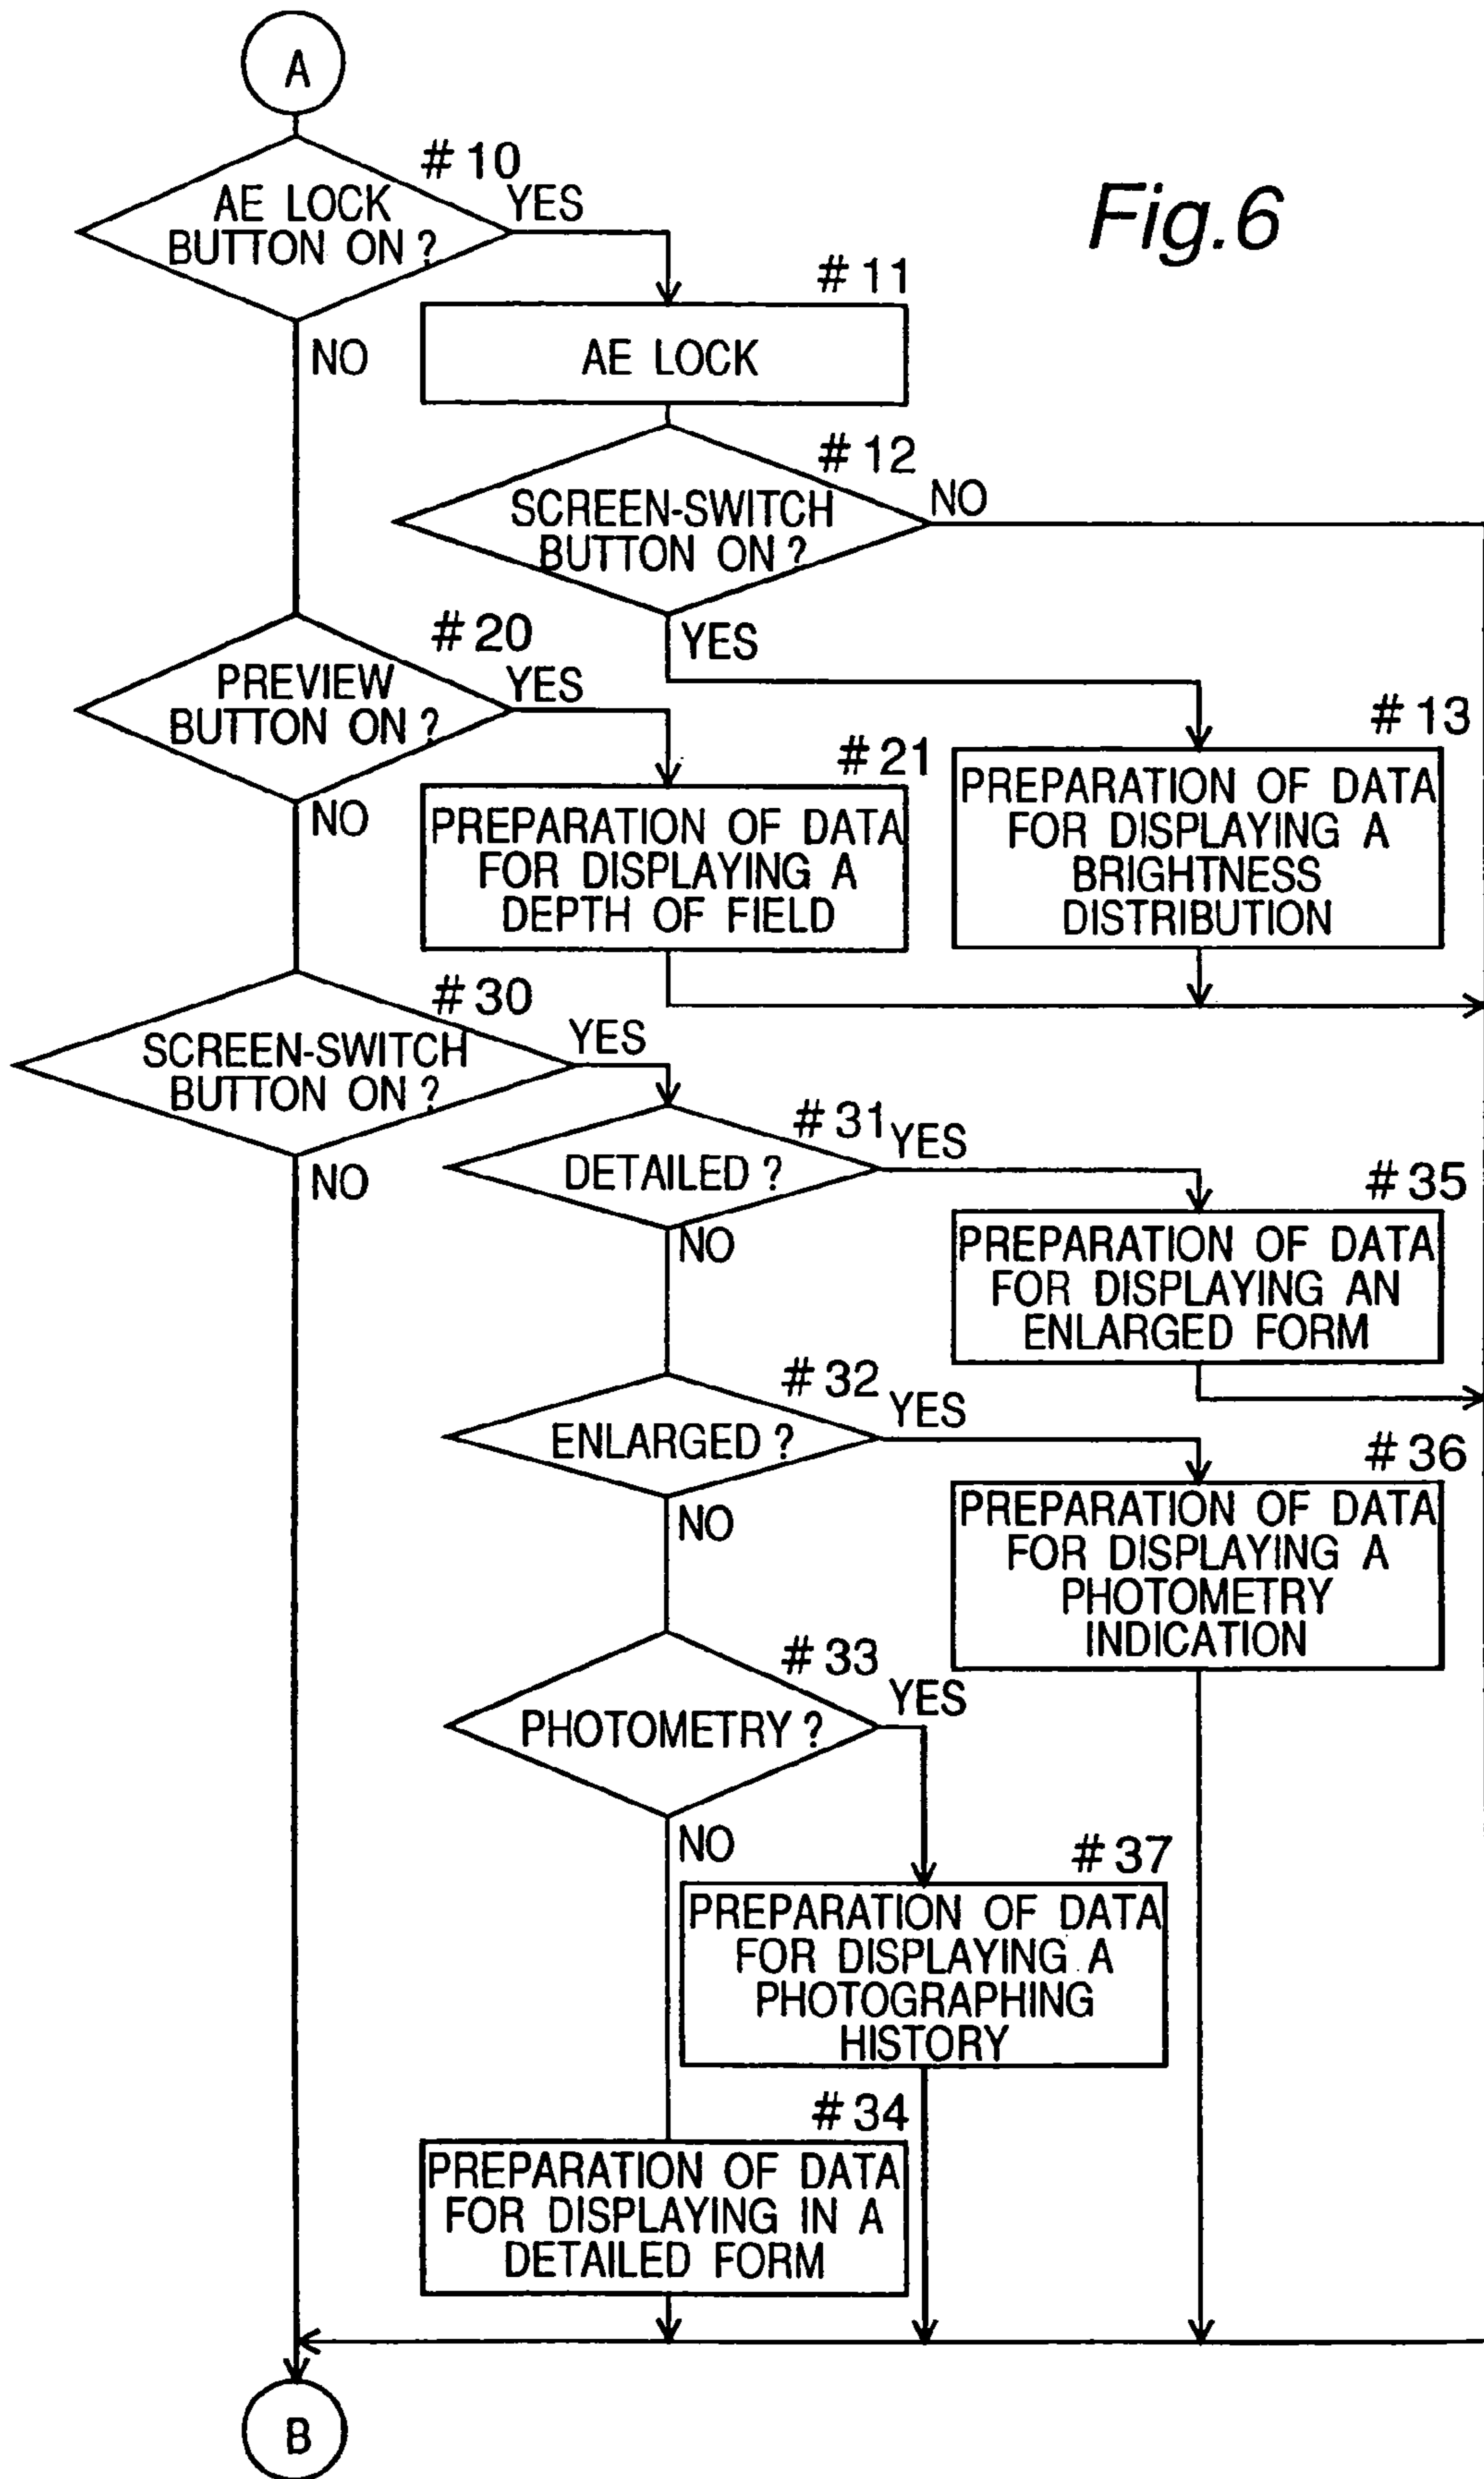 A
#10
AE LOCK
BUTTON ON?
YES
Fig.6
#11
NO
AE LOCK
#12
SCREEN-SWITCH
BUTTON ON?
NO
YES
#20
PREVIEW
BUTTON ON?
YES
#13
PREPARATION OF DATA
FOR DISPLAYING A
BRIGHTNESS
DISTRIBUTION
#21
NO
PREPARATION OF DATA
FOR DISPLAYING A
DEPTH OF FIELD
#30
SCREEN-SWITCH
BUTTON ON?
YES
#31
DETAILED?
YES
NO
NO
#35
PREPARATION OF DATA
FOR DISPLAYING AN
ENLARGED FORM
#32
ENLARGED?
YES
NO
#36
PREPARATION OF DATA
FOR DISPLAYING A
PHOTOMETRY
INDICATION
#33
PHOTOMETRY?
YES
NO
#37
PREPARATION OF DATA
FOR DISPLAYING A
PHOTOGRAPHING
HISTORY
#34
PREPARATION OF DATA
FOR DISPLAYING IN A
DETAILED FORM
B